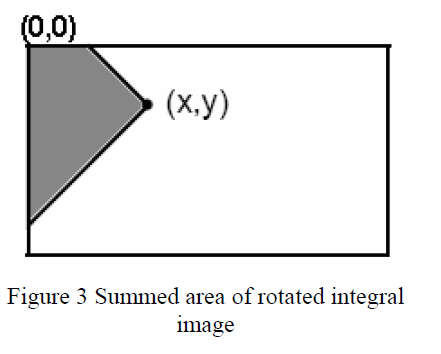 (0,0)
(x,y)
Figure 3 Summed area of rotated integral
image